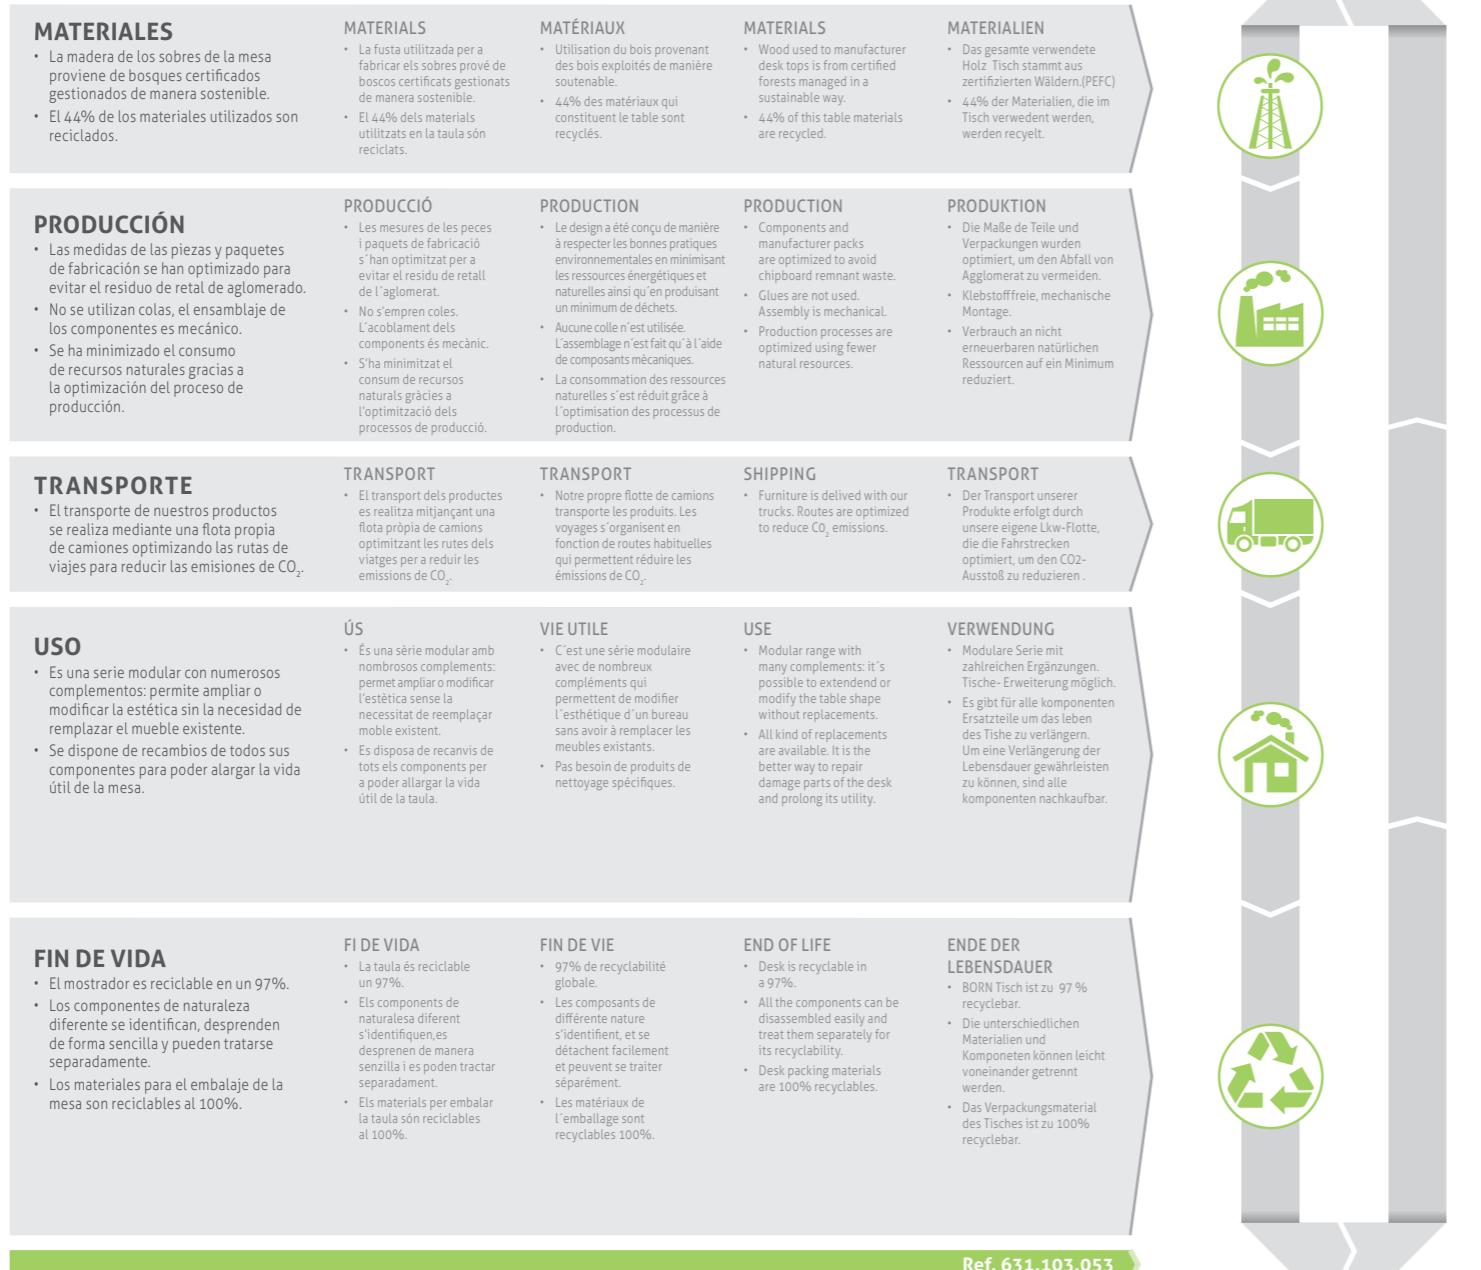 MATERIALES
• La madera de los sobres de la mesa
proviene de bosques certificados
gestionados de manera sostenible.
• El 44% de los materiales utilizados son
reciclados.
MATERIALS
• La fusta utilitzada per a
fabricar els sobres prové de
boscos certificats gestionats
de manera sostenible.
• El 44% dels materials
utilitzats en la taula són
reciclats.
MATÉRIAUX
• Utilisation du bois provenant
des bois exploités de manière
soutenable.
• 44% des matériaux qui
constituent le table sont
recyclés.
MATERIALS
• Wood used to manufacturer
desk tops is from certified
forests managed in a
sustainable way.
• 44% of this table materials
are recycled.
MATERIALIEN
• Das gesamte verwendete
Holz Tisch stammt aus
zertifizierten Wäldern.(PEFC)
• 44% der Materialien, die im
Tisch verwedent werden,
werden recyelt.
PRODUCCIÓN
• Las medidas de las piezas y paquetes
de fabricación se han optimizado para
evitar el residuo de retal de aglomerado.
• No se utilizan colas, el ensamblaje de
los componentes es mecánico.
• Se ha minimizado el consumo
de recursos naturales gracias a
la optimización del proceso de
producción.
PRODUCCIÓ
• Les mesures de les peces
i paquets de fabricació
s´han optimitzat per a
evitar el residu de retall
de l´aglomerat.
• No s'empren coles.
L'acoblament dels
components és mecànic.
• S'ha minimitzat el
consum de recursos
naturals gràcies a
l'optimització dels
processos de producció.
PRODUCTION
• Le design a été conçu de manière
à respecter les bonnes pratiques
environnementales en minimisant
les ressources énergétiques et
naturelles ainsi qu´en produisant
un minimum de déchets.
• Aucune colle n´est utilisée.
L'assemblage n´est fait qu´à l´aide
de composants mècaniques.
• La consommation des ressources
naturelles s´est réduit grâce à
l´optimisation des processus de
production.
PRODUCTION
• Components and
manufacturer packs
are optimized to avoid
chipboard remnant waste.
• Glues are not used.
Assembly is mechanical.
• Production processes are
optimized using fewer
natural resources.
PRODUKTION
• Die Maße de Teile und
Verpackungen wurden
optimiert, um den Abfall von
Agglomerat zu vermeiden.
• Klebstofffreie, mechanische
Montage.
• Verbrauch an nicht
erneuerbaren natürlichen
Ressourcen auf ein Minimum
reduziert.
TRANSPORTE
• El transporte de nuestros productos
se realiza mediante una flota propia
de camiones optimizando las rutas de
viajes para reducir las emisiones de CO₂.
TRANSPORT
• El transport dels productes
es realitza mitjançant una
flota pròpia de camions
optimitzant les rutes dels
viatges per a reduir les
emissions de CO₂.
TRANSPORT
• Notre propre flotte de camions
transporte les produits. Les
voyages s´organisent en
fonction de routes habituelles
qui permettent réduire les
émissions de CO₂.
SHIPPING
• Furniture is delived with our
trucks. Routes are optimized
to reduce C0₂ emissions.
TRANSPORT
• Der Transport unserer
Produkte erfolgt durch
unsere eigene Lkw-Flotte,
die die Fahrstrecken
optimiert, um den CO2-
Ausstoß zu reduzieren .
USO
• Es una serie modular con numerosos
complementos: permite ampliar o
modificar la estética sin la necesidad de
remplazar el mueble existente.
• Se dispone de recambios de todos sus
componentes para poder alargar la vida
útil de la mesa.
ÚS
• És una sèrie modular amb
nombrosos complements:
permet ampliar o modificar
l'estètica sense la
necessitat de reemplaçar
moble existent.
• Es disposa de recanvis de
tots els components per
a poder allargar la vida
útil de la taula.
VIE UTILE
• C´est une série modulaire
avec de nombreux
compléments qui
permettent de modifier
l´esthétique d´un bureau
sans avoir à remplacer les
meubles existants.
• Pas besoin de produits de
nettoyage spécifiques.
USE
• Modular range with
many complements: it´s
possible to extendend or
modify the table shape
without replacements.
• All kind of replacements
are available. It is the
better way to repair
damage parts of the desk
and prolong its utility.
VERWENDUNG
• Modulare Serie mit
zahlreichen Ergänzungen.
Tische- Erweiterung möglich.
• Es gibt für alle komponenten
Ersatzteile um das leben
des Tishe zu verlängern.
Um eine Verlängerung der
Lebensdauer gewährleisten
zu können, sind alle
komponenten nachkaufbar.
FIN DE VIDA
• El mostrador es reciclable en un 97%.
• Los componentes de naturaleza
diferente se identifican, desprenden
de forma sencilla y pueden tratarse
separadamente.
• Los materiales para el embalaje de la
mesa son reciclables al 100%.
FI DE VIDA
• La taula és reciclable
un 97%.
• Els components de
naturalesa diferent
s'identifiquen,es
desprenen de manera
senzilla i es poden tractar
separadament.
• Els materials per embalar
la taula són reciclables
al 100%.
FIN DE VIE
• 97% de recyclabilité
globale.
• Les composants de
différente nature
s'identifient, et se
détachent facilement
et peuvent se traiter
séparément.
• Les matériaux de
l´emballage sont
recyclables 100%.
END OF LIFE
• Desk is recyclable in
a 97%.
• All the components can be
disassembled easily and
treat them separately for
its recyclability.
• Desk packing materials
are 100% recyclables.
ENDE DER
LEBENSDAUER
• BORN Tisch ist zu 97 %
recyclebar.
• Die unterschiedlichen
Materialien und
Komponeten können leicht
voneinander getrennt
werden.
• Das Verpackungsmaterial
des Tisches ist zu 100%
recyclebar.
Ref. 631.103.053